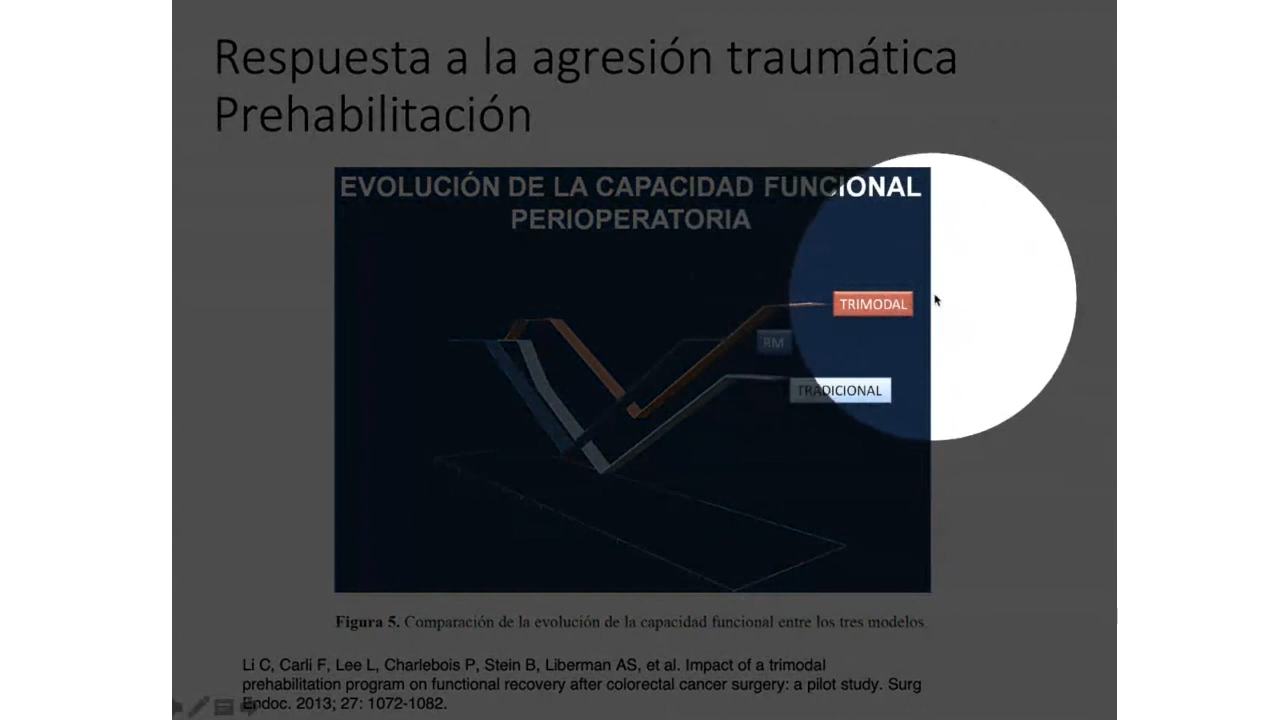 Respuesta a la agresión traumática
Prehabilitación
EVOLUCIÓN DE LA CAPACIDAD FUNCIONAL
PERIOPERATORIA
TRIMODAL
RM
TRADICIONAL
Figura 5. Comparación de la evolución de la capacidad funcional entre los tres modelos
Li C, Carli F, Lee L, Charlebois P, Stein B, Liberman AS, et al. Impact of a trimodal
prehabilitation program on functional recovery after colorectal cancer surgery: a pilot study. Surg
Endoc. 2013; 27: 1072-1082.